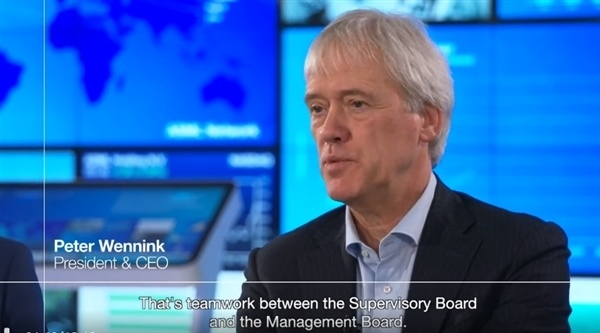 Peter Wennink
President & CEO
That's teamwork between the Supervisory Board
and the Management Board.